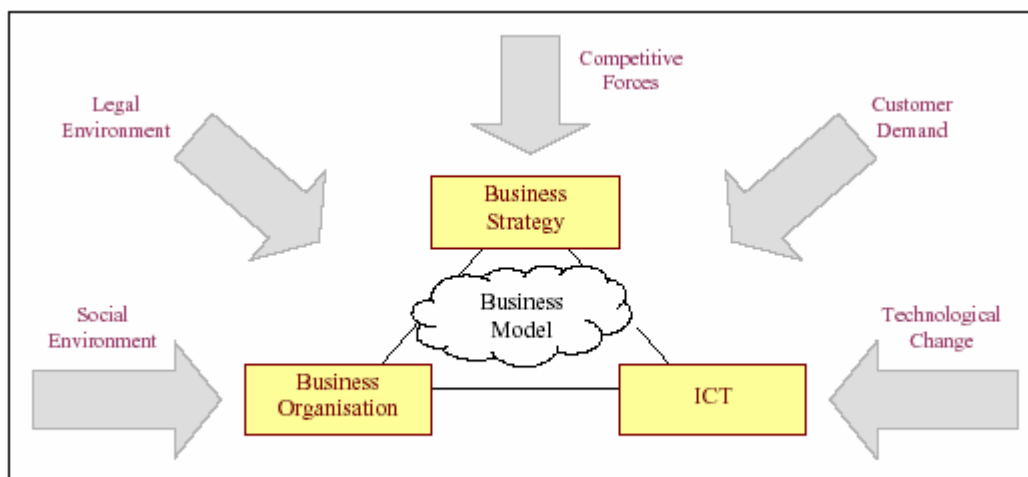 Competitive
Forces
Legal
Environment
Customer
Demand
Business
Strategy
Business
Model
Social
Environment
Technological
Change
Business
Organisation
ICT